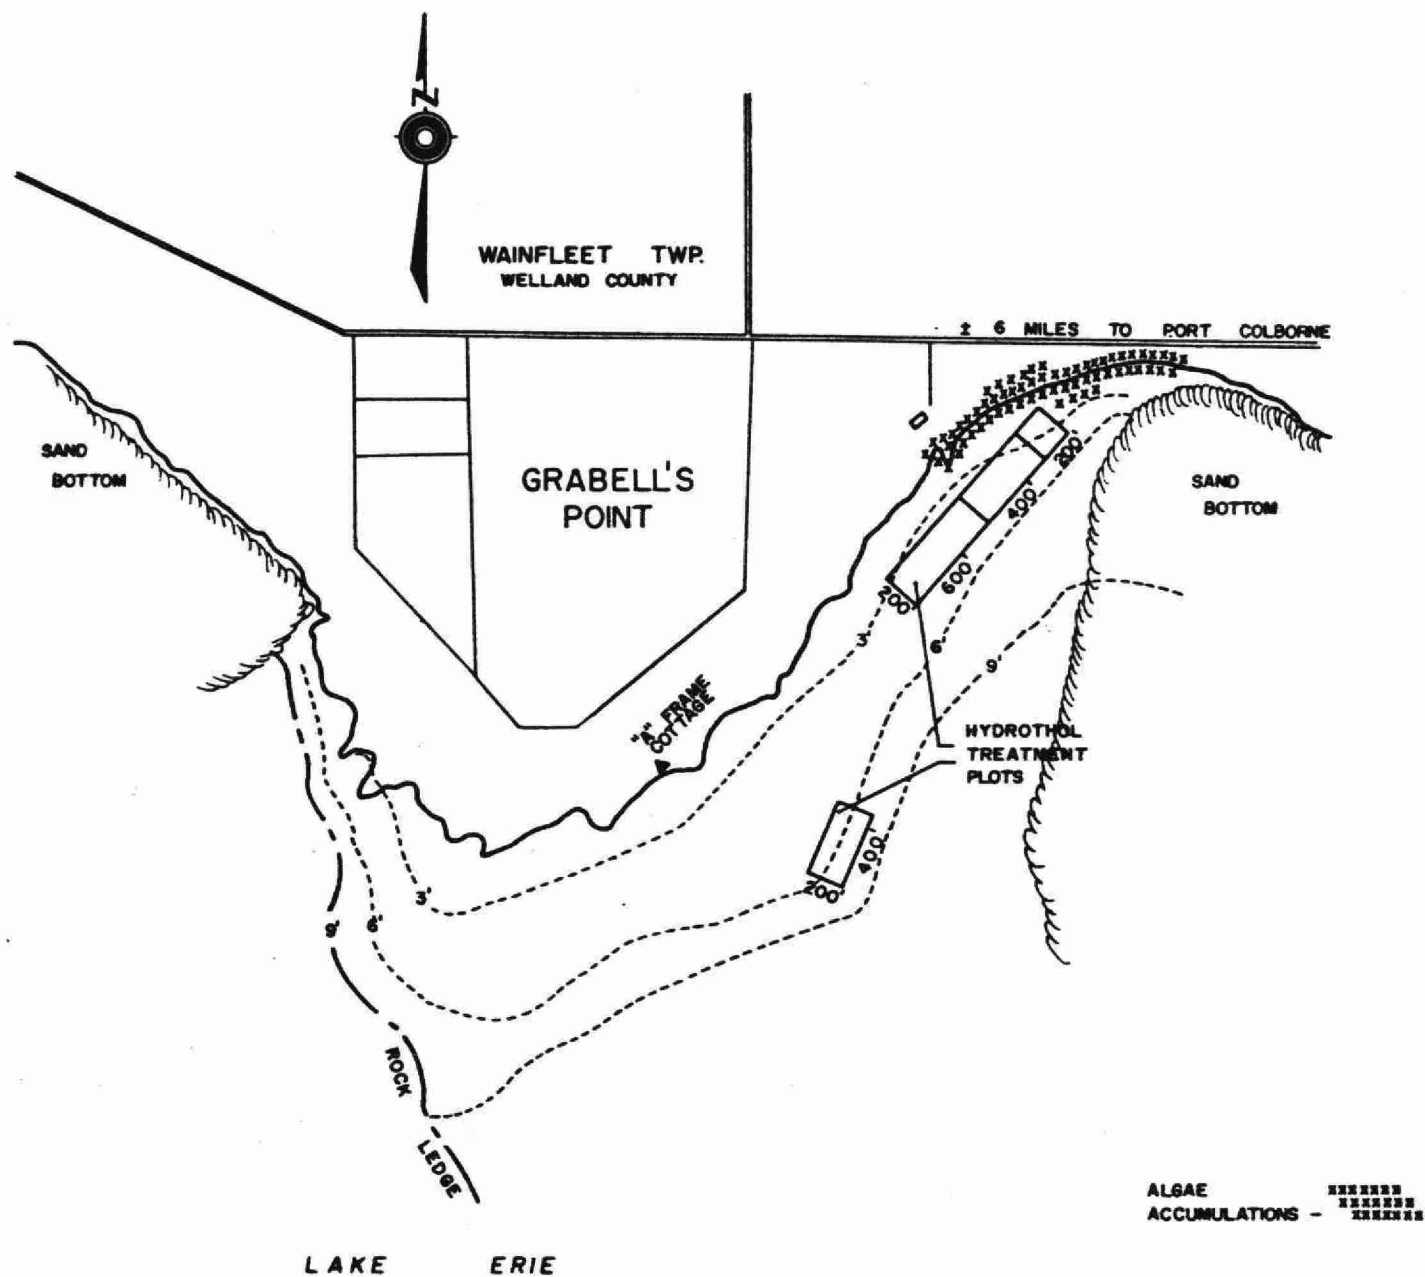 N
WAINFLEET TWP.
WELLAND COUNTY
± 6 MILES TO PORT COLBORNE
SAND
BOTTOM
GRABELL'S
POINT
SAND
BOTTOM
200'
400'
600'
200'
3'
6'
9'
"A" FRAME
COTTAGE
HYDROTHOL
TREATMENT
PLOTS
400'
200'
3'
6'
9'
ROCK
LEDGE
ALGAE
ACCUMULATIONS -
LAKE ERIE